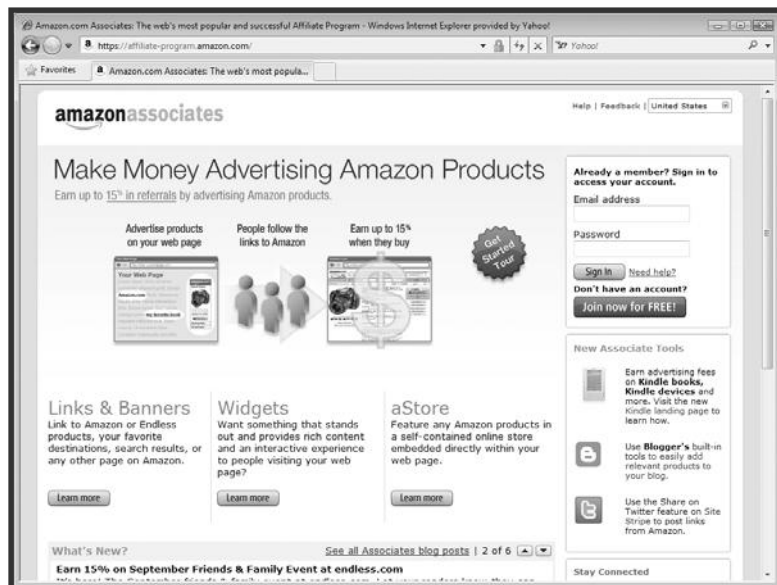 Amazon.com Associates: The web's most popular and successful Affiliate Program - Windows Internet Explorer provided by Yahoo!
https://affiliate-program.amazon.com/
Yahoo!
Favorites
Amazon.com Associates: The web's most popula...
amazonassociates
Help | Feedback | United States
Make Money Advertising Amazon Products
Earn up to 15% in referrals by advertising Amazon products.
Advertise products
on your web page
People follow the
links to Amazon
Earn up to 15%
when they buy
Your Web Page
Get
Started
Tour
Already a member? Sign in to
access your account.
Email address
Password
Sign In Need help?
Don't have an account?
Join now for FREE!
Links & Banners
Link to Amazon or Endless
products, your favorite
destinations, search results, or
any other page on Amazon.
Learn more
Widgets
Want something that stands
out and provides rich content
and an interactive experience
to people visiting your web
page?
Learn more
aStore
Feature any Amazon products in
a self-contained online store
embedded directly within your
web page.
Learn more
New Associate Tools
Earn advertising fees
on Kindle books,
Kindle devices and
more. Visit the new
Kindle landing page to
learn how.
Use Blogger's built-in
tools to easily add
relevant products to
your blog.
Use the Share on
Twitter feature on Site
Stripe to post links
from Amazon.
What's New? See all Associates blog posts | 2 of 6
Earn 15% on September Friends & Family Event at endless.com
Stay Connected